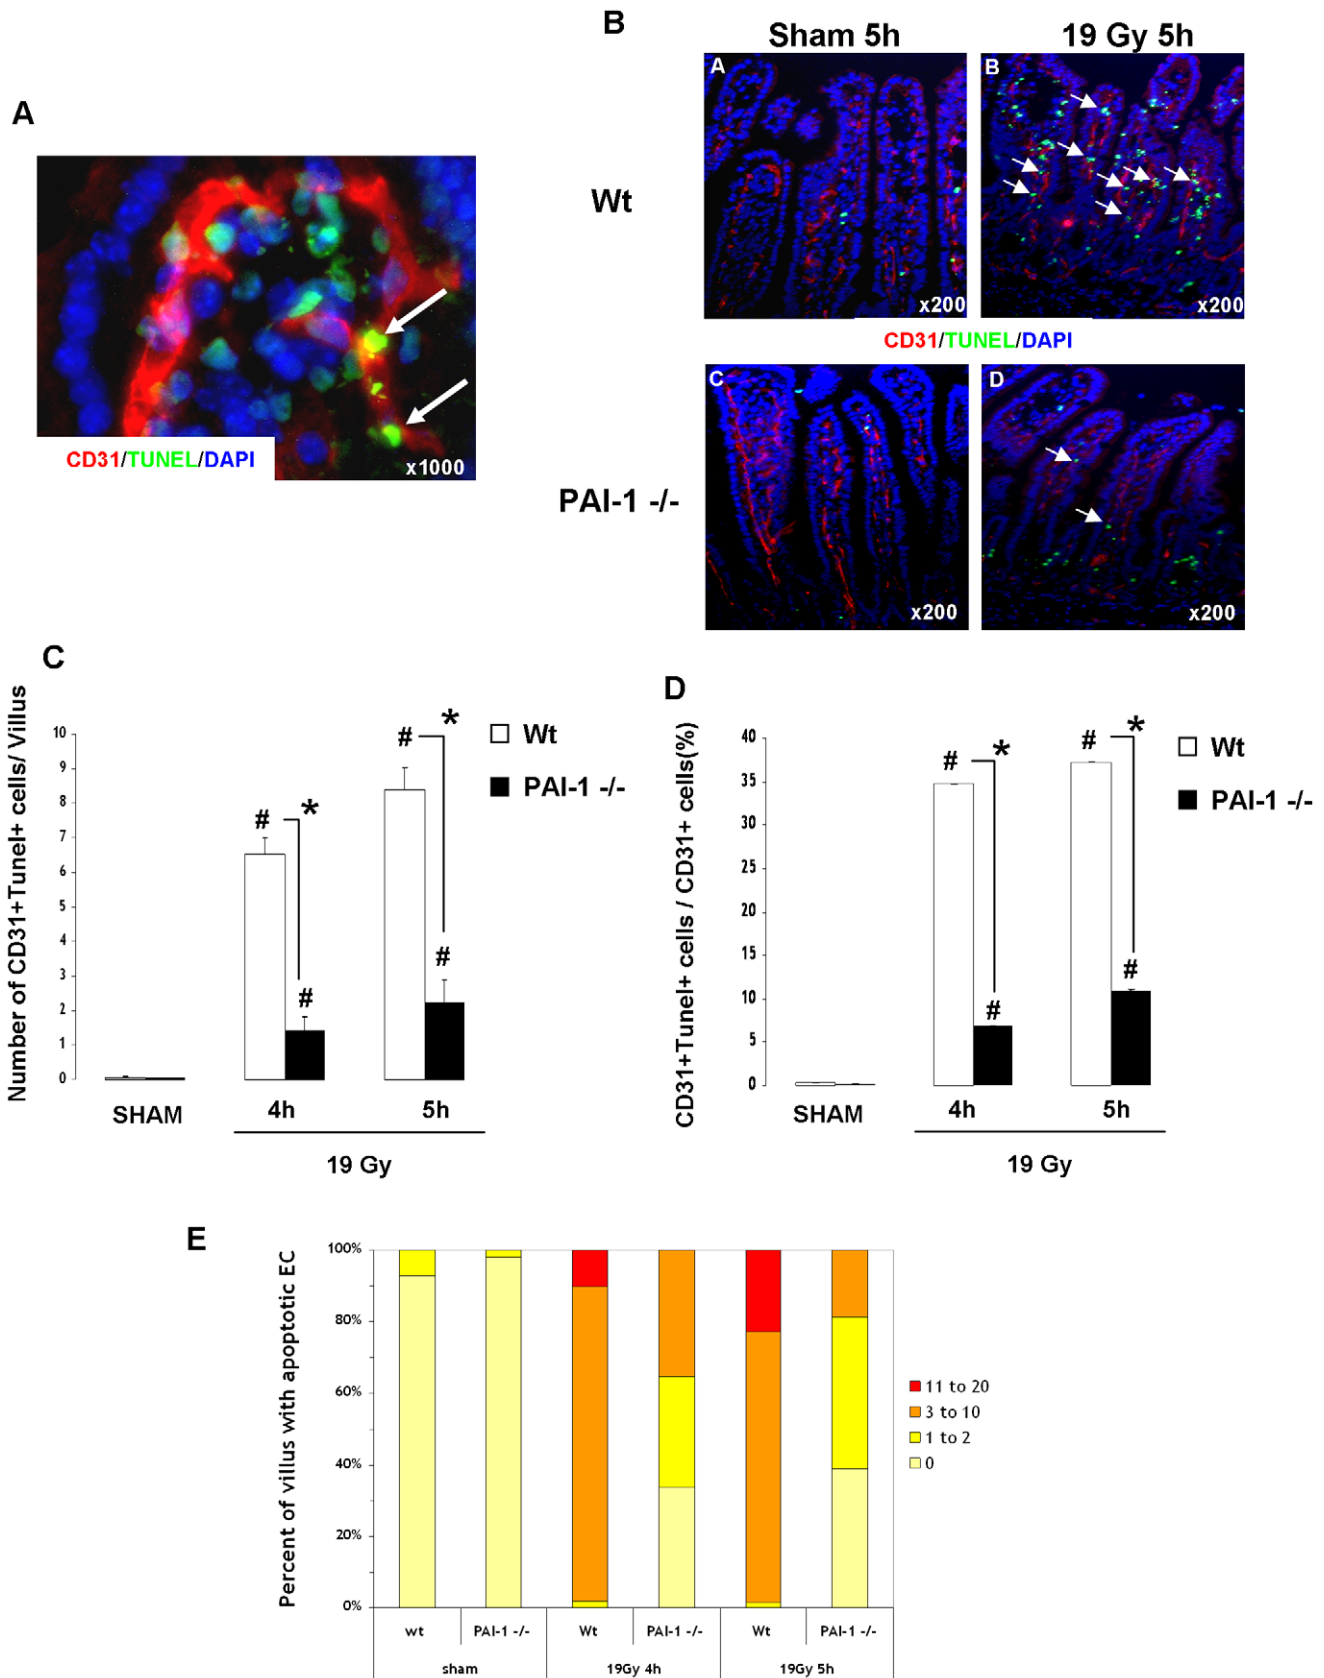 A
CD31/TUNEL/DAPI
x1000
B
Sham 5h
19 Gy 5h
Wt
A
x200
B
x200
CD31/TUNEL/DAPI
PAI-1 -/-
C
x200
D
x200
C
Number of CD31+Tunel+ cells/ Villus
10
9
8
7
6
5
4
3
2
1
0
#
*
#
#
*
#
Wt
PAI-1 -/-
SHAM
4h
5h
19 Gy
D
CD31+Tunel+ cells / CD31+ cells(%)
40
35
30
25
20
15
10
5
0
#
*
#
#
*
#
Wt
PAI-1 -/-
SHAM
4h
5h
19 Gy
E
Percent of villus with apoptotic EC
100%
80%
60%
40%
20%
0%
11 to 20
3 to 10
1 to 2
0
wt
PAI-1 -/-
Wt
PAI-1 -/-
Wt
PAI-1 -/-
sham
19Gy 4h
19Gy 5h